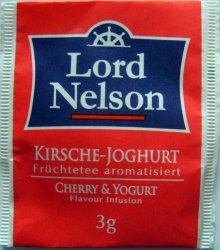 Lord
Nelson
KIRSCHE-JOGHURT
Früchtetee aromatisiert
CHERRY & YOGURT
Flavour Infusion
3g